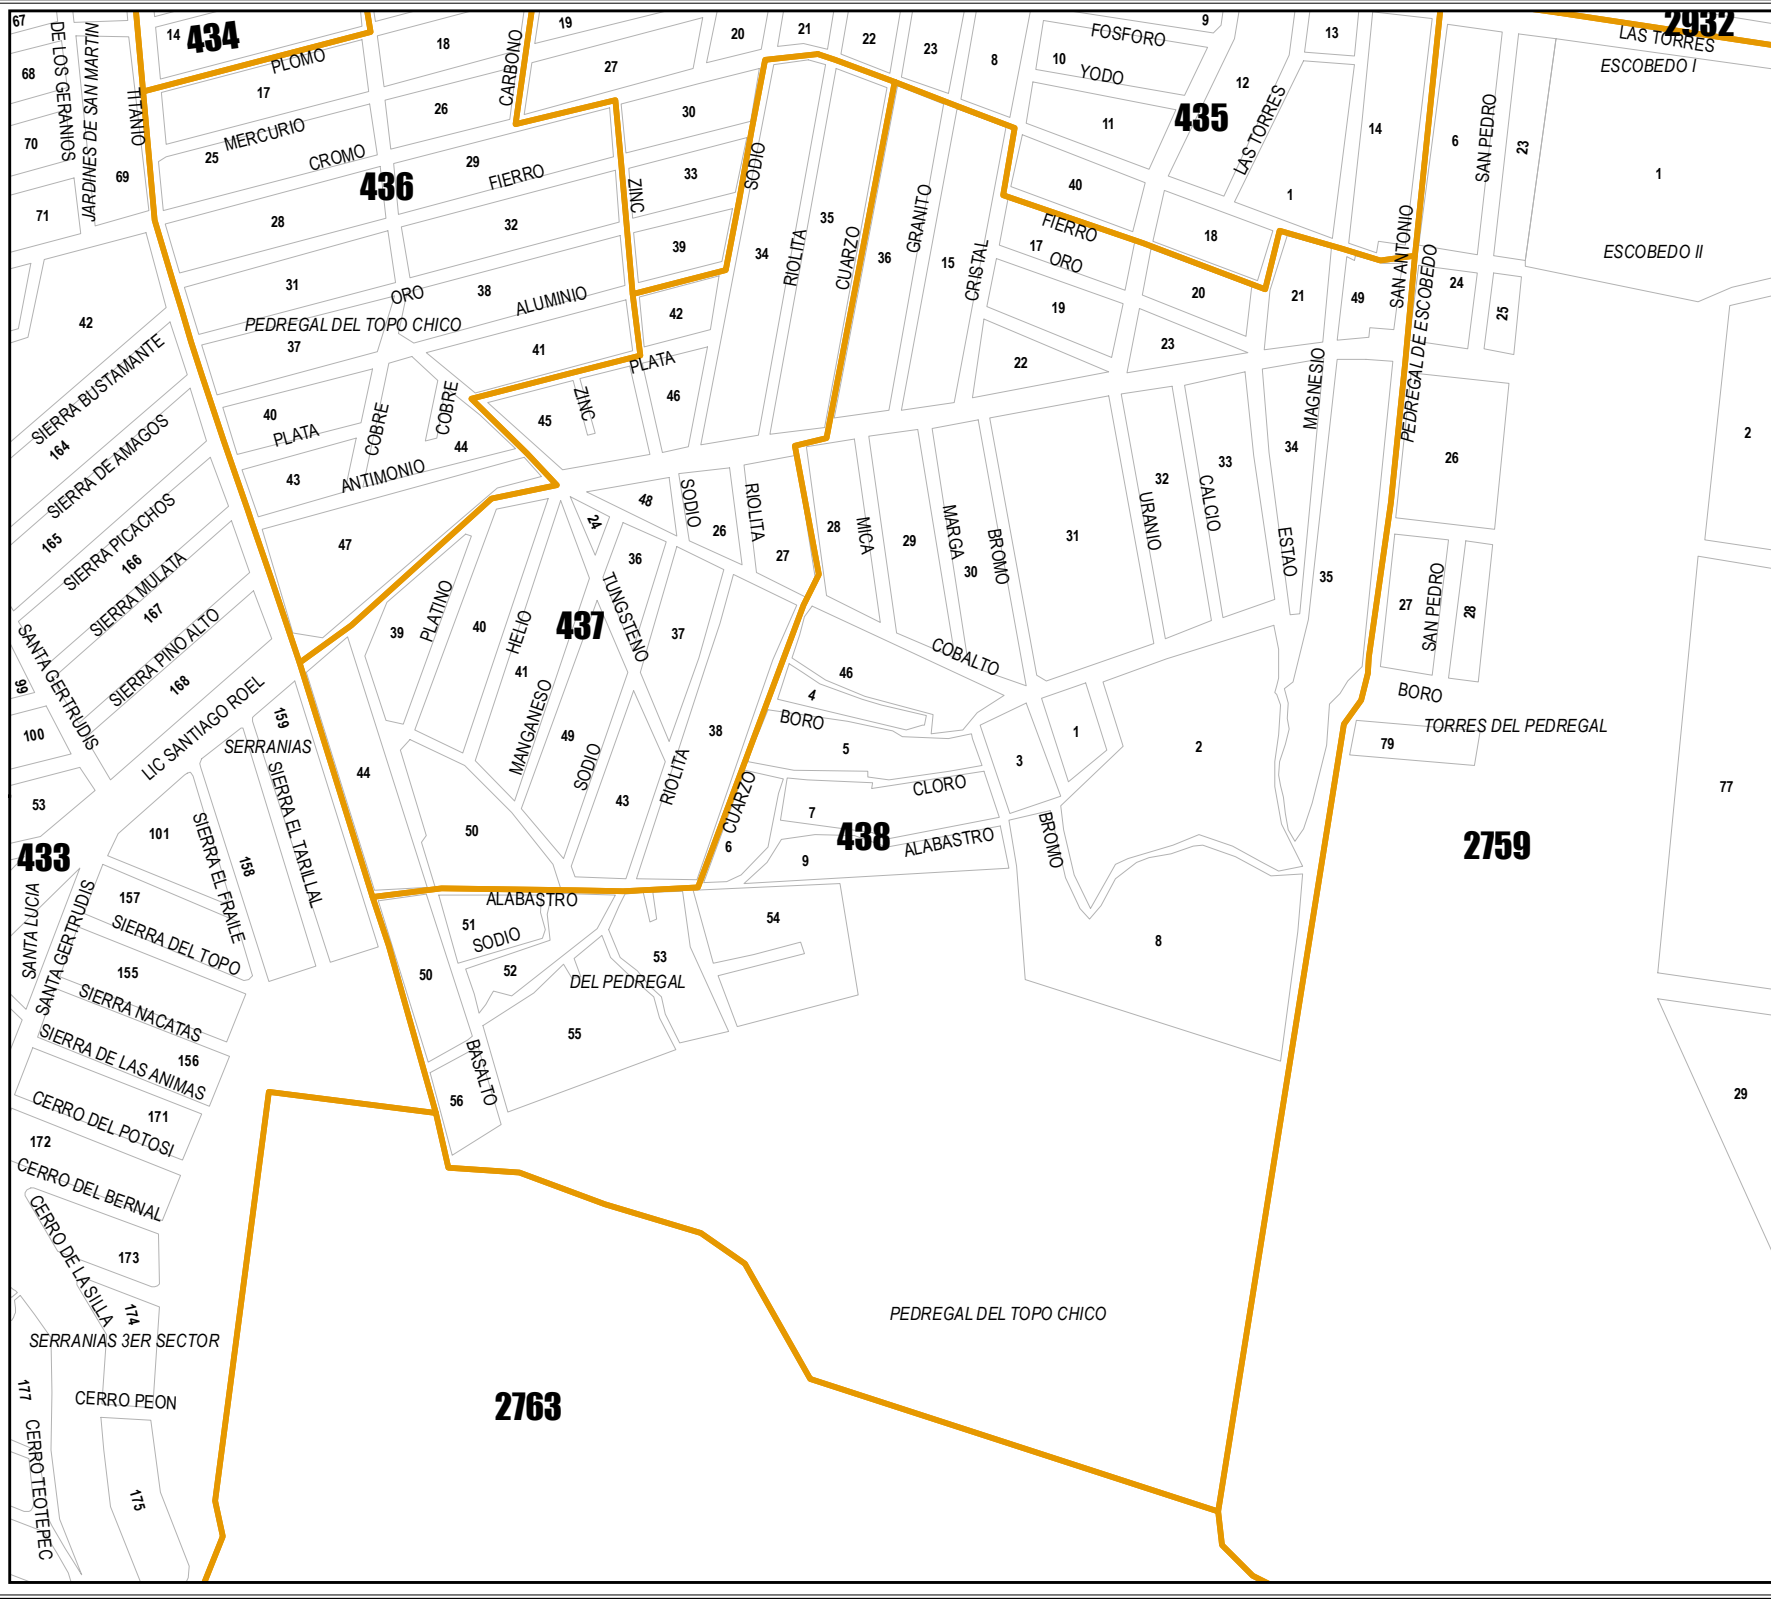 67
DE LOS GERANIOS
JARDINES DE SAN MARTIN
14
434
PLOMO
18
CARBONO
19
20
21
22
23
8
9
FOSFORO
10
YODO
13
2932
LAS TORRES
ESCOBEDO I
68
17
TITANIO
27
12
435
26
30
11
LAS TORRES
14
6
SAN PEDRO
23
1
70
MERCURIO
25
CROMO
29
FIERRO
436
ZINC
33
SODIO
69
40
1
71
28
32
39
34
RIOLITA
35
CUARZO
36
GRANITO
15
CRISTAL
17
FIERRO
ORO
18
SAN ANTONIO
PEDREGAL DE ESCOBEDO
ESCOBEDO II
31
ORO
38
ALUMINIO
42
19
20
21
49
24
25
42
PEDREGAL DEL TOPO CHICO
37
41
PLATA
22
23
SIERRA BUSTAMANTE
164
40
PLATA
COBRE
COBRE
44
45
ZINC
46
MAGNESIO
34
26
2
SIERRA DE AMAGOS
165
43
ANTIMONIO
48
SODIO
26
RIOLITA
27
28
MICA
29
MARGA
30
BROMO
31
32
URANIO
33
CALCIO
ESTAO
35
SIERRA PICACHOS
166
SIERRA MULATA
167
47
24
36
TUNGSTENO
SIERRA PINO ALTO
168
39
PLATINO
40
HELIO
437
41
37
27
SAN PEDRO
28
SANTA GERTRUDIS
99
100
LIC SANTIAGO ROEL
159
SERRANIAS
MANGANESO
49
SODIO
38
RIOLITA
43
COBALTO
46
4
BORO
5
3
1
2
BORO
TORRES DEL PEDREGAL
79
77
44
50
CUARZO
6
CLORO
7
438
ALABASTRO
9
BROMO
2759
53
433
101
SIERRA EL FRAILE
158
SIERRA EL TARILLAL
SANTA LUCIA
SANTA GERTRUDIS
157
SIERRA DEL TOPO
155
SIERRA NACATAS
ALABASTRO
51
SODIO
52
DEL PEDREGAL
53
54
8
50
55
SIERRA DE LAS ANIMAS
156
BASALTO
56
29
CERRO DEL POTOSI
171
172
CERRO DEL BERNAL
CERRO DE LA SILLA
173
174
SERRANIAS 3ER SECTOR
PEDREGAL DEL TOPO CHICO
177
CERRO PEON
2763
CERRO TEOTEPEC
175